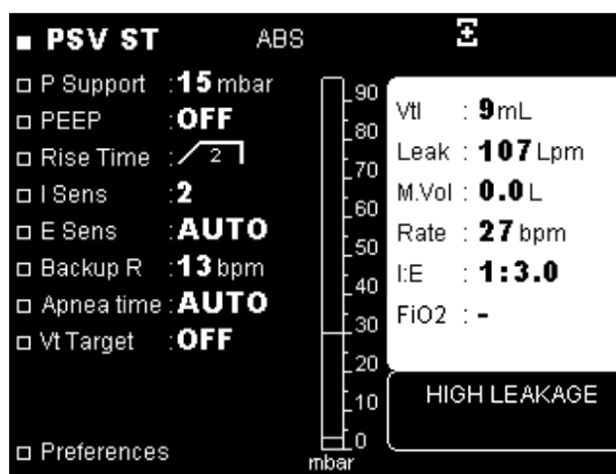 PSV ST ABS
P Support :15 mbar
PEEP :OFF
Rise Time : 2
I Sens :2
E Sens :AUTO
Backup R :13 bpm
Apnea time :AUTO
Vt Target :OFF
Preferences
90
80
70
60
50
40
30
20
10
0
mbar
VtI : 9 mL
Leak : 107 Lpm
M.Vol : 0.0 L
Rate : 27 bpm
I:E : 1:3.0
FiO2 : -
HIGH LEAKAGE